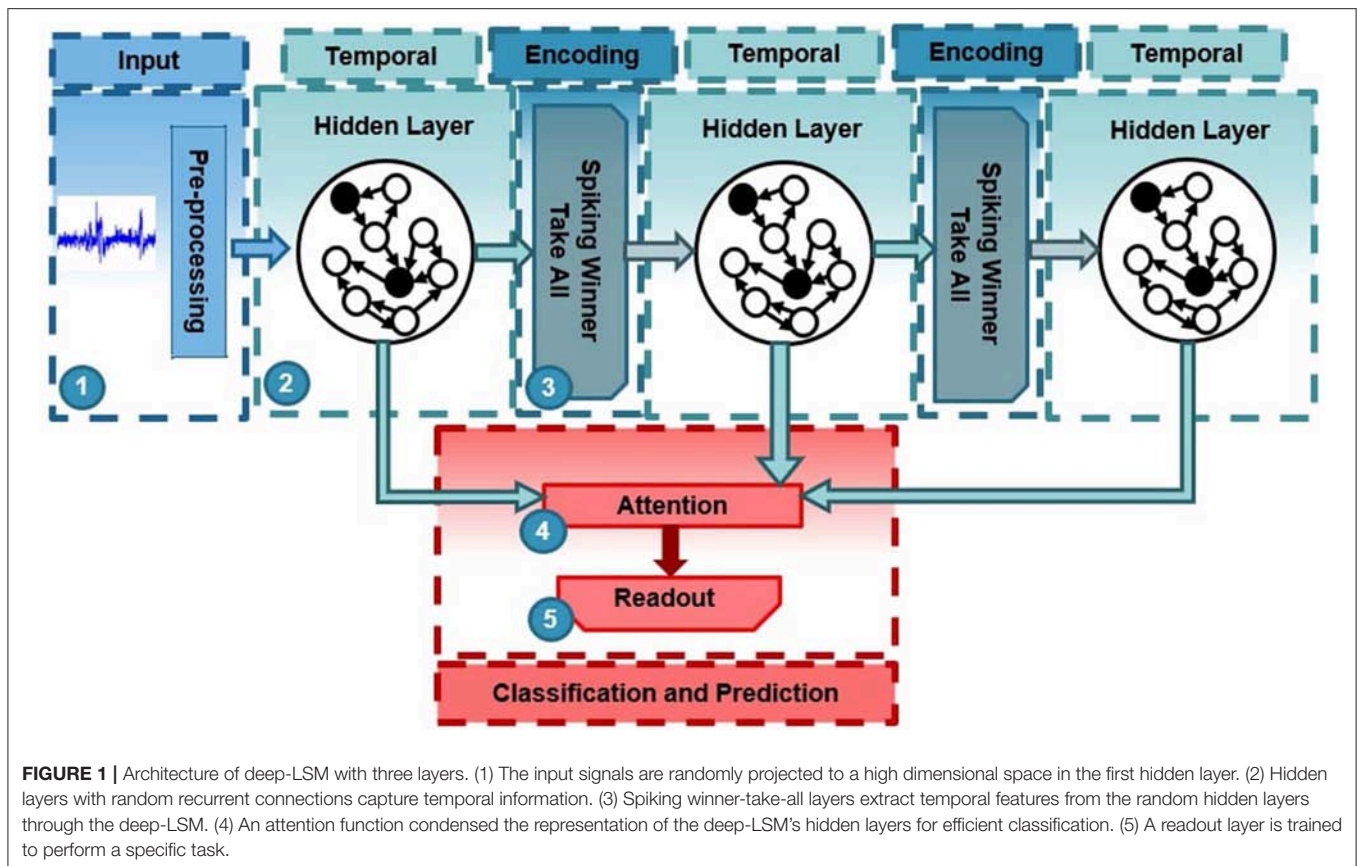 Input
Temporal
Encoding
Temporal
Encoding
Temporal
Pre-processing
1
Hidden Layer
2
Spiking Winner
Take All
3
Hidden Layer
Spiking Winner
Take All
Hidden Layer
Attention
4
Readout
5
Classification and Prediction
FIGURE 1 | Architecture of deep-LSM with three layers. (1) The input signals are randomly projected to a high dimensional space in the first hidden layer. (2) Hidden
layers with random recurrent connections capture temporal information. (3) Spiking winner-take-all layers extract temporal features from the random hidden layers
through the deep-LSM. (4) An attention function condensed the representation of the deep-LSM's hidden layers for efficient classification. (5) A readout layer is trained
to perform a specific task.